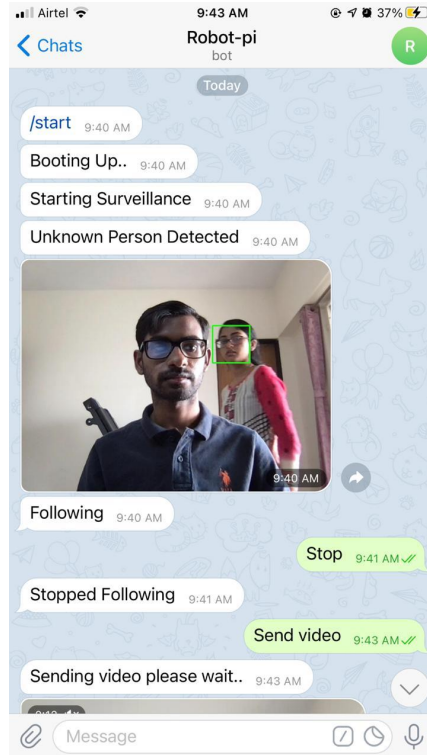 Airtel 9:43 AM 37%
Chats Robot-pi R
bot
Today
/start 9:40 AM
Booting Up.. 9:40 AM
Starting Surveillance 9:40 AM
Unknown Person Detected 9:40 AM
9:40 AM
Following 9:40 AM
Stop 9:41 AM
Stopped Following 9:41 AM
Send video 9:43 AM
Sending video please wait.. 9:43 AM
Message